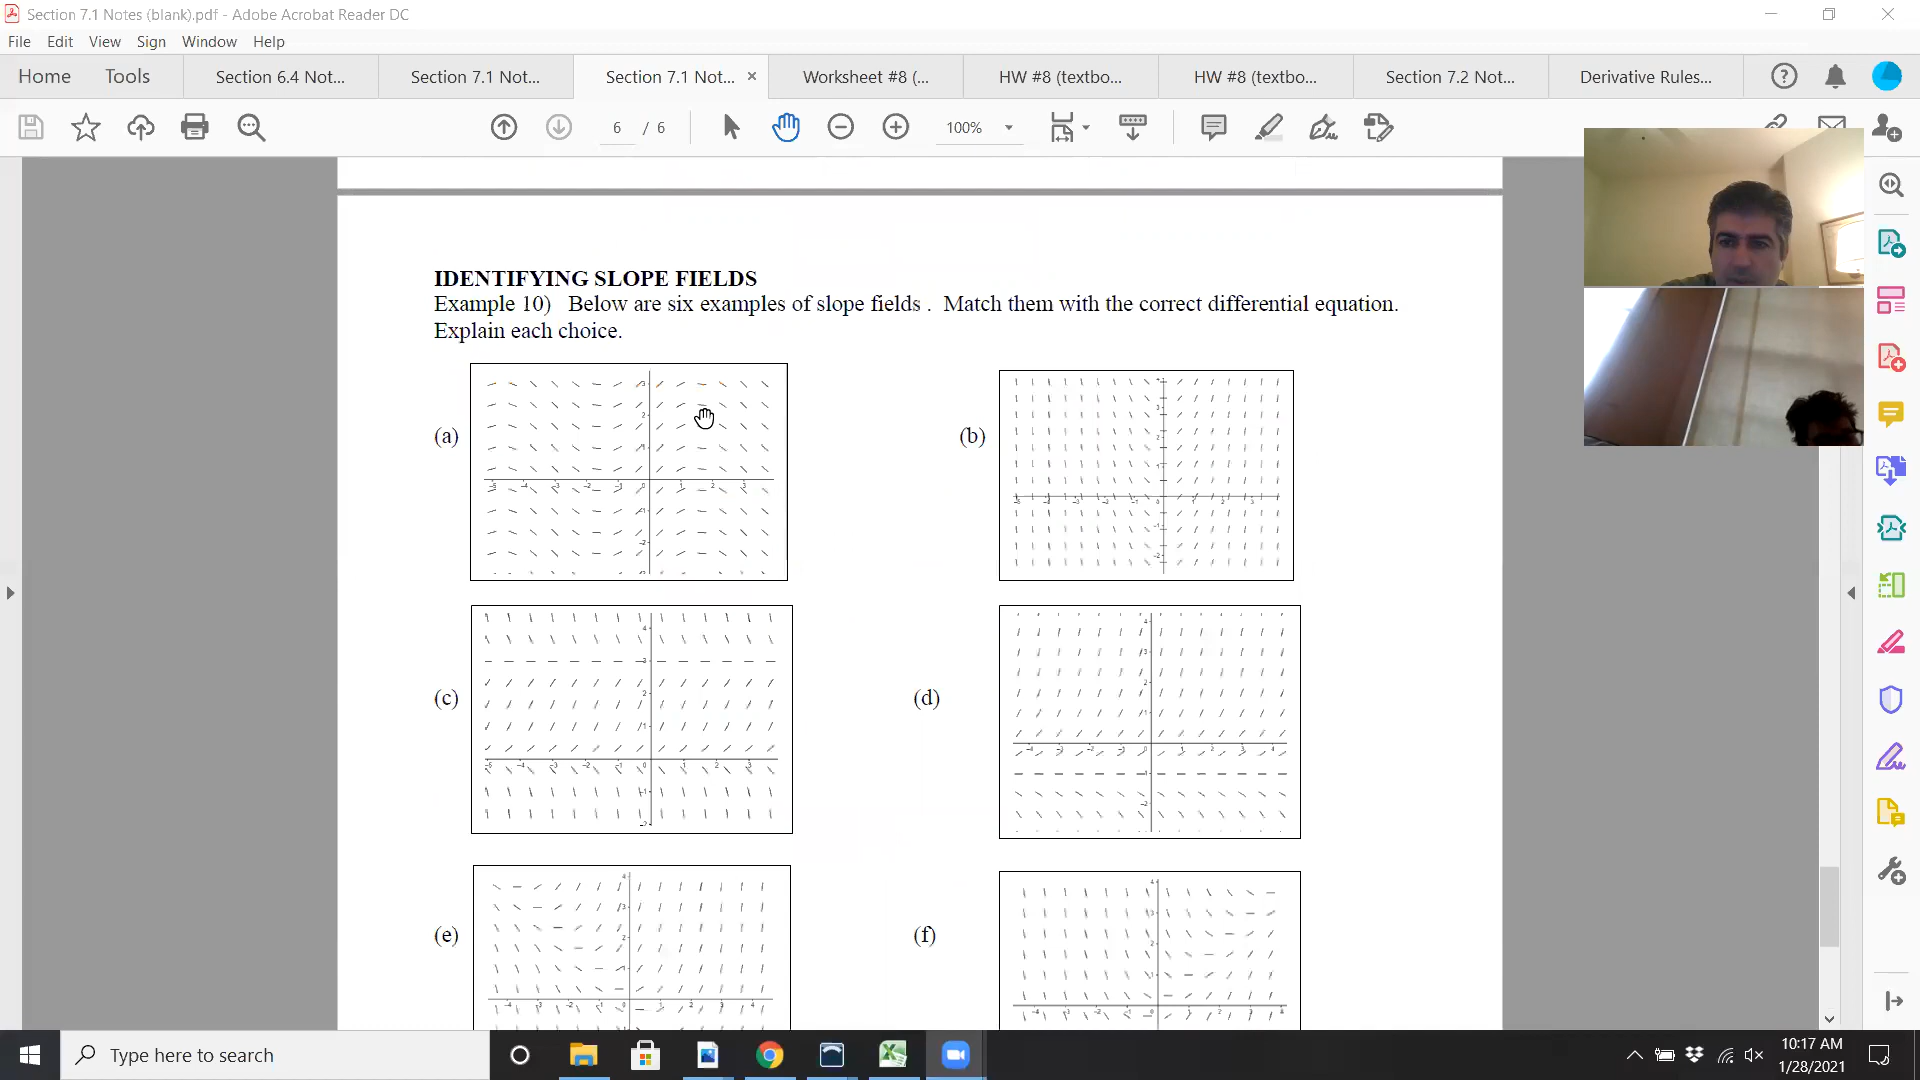 Section 7.1 Notes (blank).pdf - Adobe Acrobat Reader DC
File Edit View Sign Window Help
Home Tools Section 6.4 Not... Section 7.1 Not... Section 7.1 Not... × Worksheet #8 (... HW #8 (textbo... HW #8 (textbo... Section 7.2 Not... Derivative Rules...
6 / 6 100%
IDENTIFYING SLOPE FIELDS
Example 10) Below are six examples of slope fields . Match them with the correct differential equation.
Explain each choice.
(a)
(b)
(c)
(d)
(e)
(f)
Type here to search
10:17 AM
1/28/2021